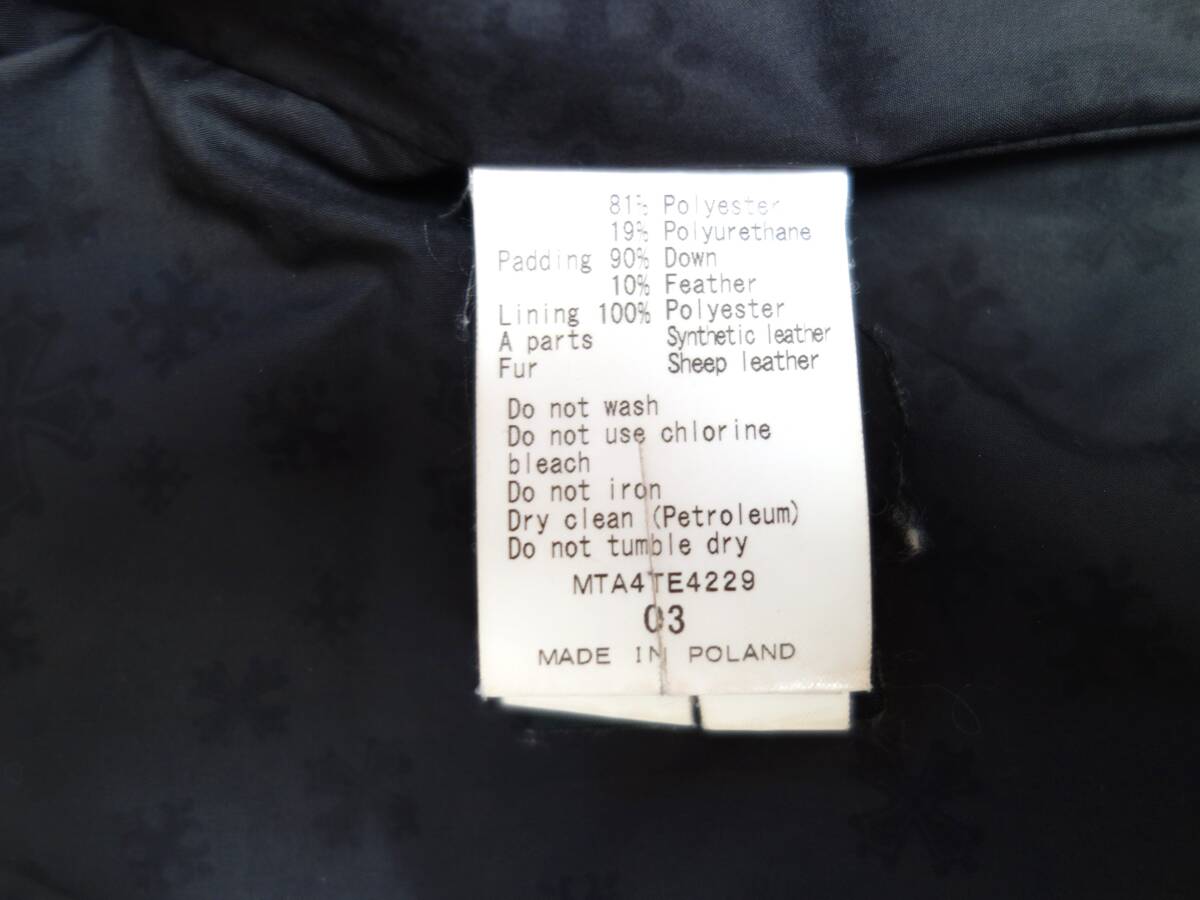 81% Polyester
19% Polyurethane
Padding 90% Down
10% Feather
Lining 100% Polyester
A parts Synthetic leather
Fur Sheep leather
Do not wash
Do not use chlorine
bleach
Do not iron
Dry clean (Petroleum)
Do not tumble dry
MTA4TE4229
03
MADE IN POLAND